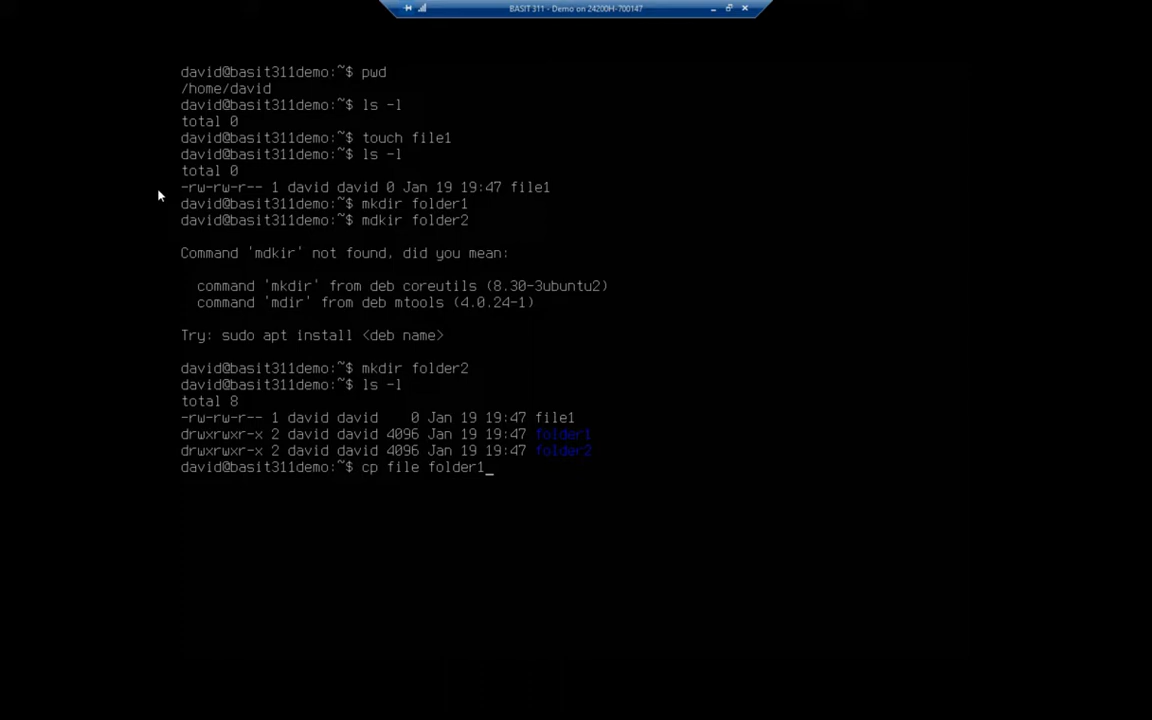 BASIT 311 - Demo on 24200H-700147
david@basit311demo:~$ pwd
/home/david
david@basit311demo:~$ ls -l
total 0
david@basit311demo:~$ touch file1
david@basit311demo:~$ ls -l
total 0
-rw-rw-r-- 1 david david 0 Jan 19 19:47 file1
david@basit311demo:~$ mkdir folder1
david@basit311demo:~$ mdkir folder2
Command 'mdkir' not found, did you mean:
command 'mkdir' from deb coreutils (8.30-3ubuntu2)
command 'mdir' from deb mtools (4.0.24-1)
Try: sudo apt install <deb name>
david@basit311demo:~$ mkdir folder2
david@basit311demo:~$ ls -l
total 8
-rw-rw-r-- 1 david david    0 Jan 19 19:47 file1
drwxrwxr-x 2 david david 4096 Jan 19 19:47 folder1
drwxrwxr-x 2 david david 4096 Jan 19 19:47 folder2
david@basit311demo:~$ cp file folder1_